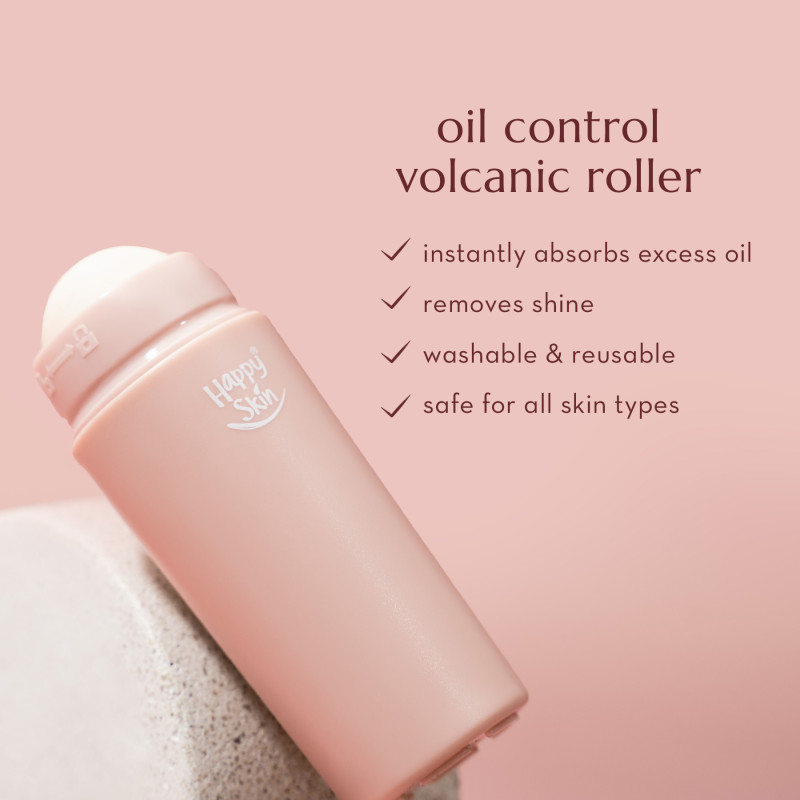 oil control
volcanic roller
instantly absorbs excess oil
removes shine
washable & reusable
safe for all skin types
Happy
Skin